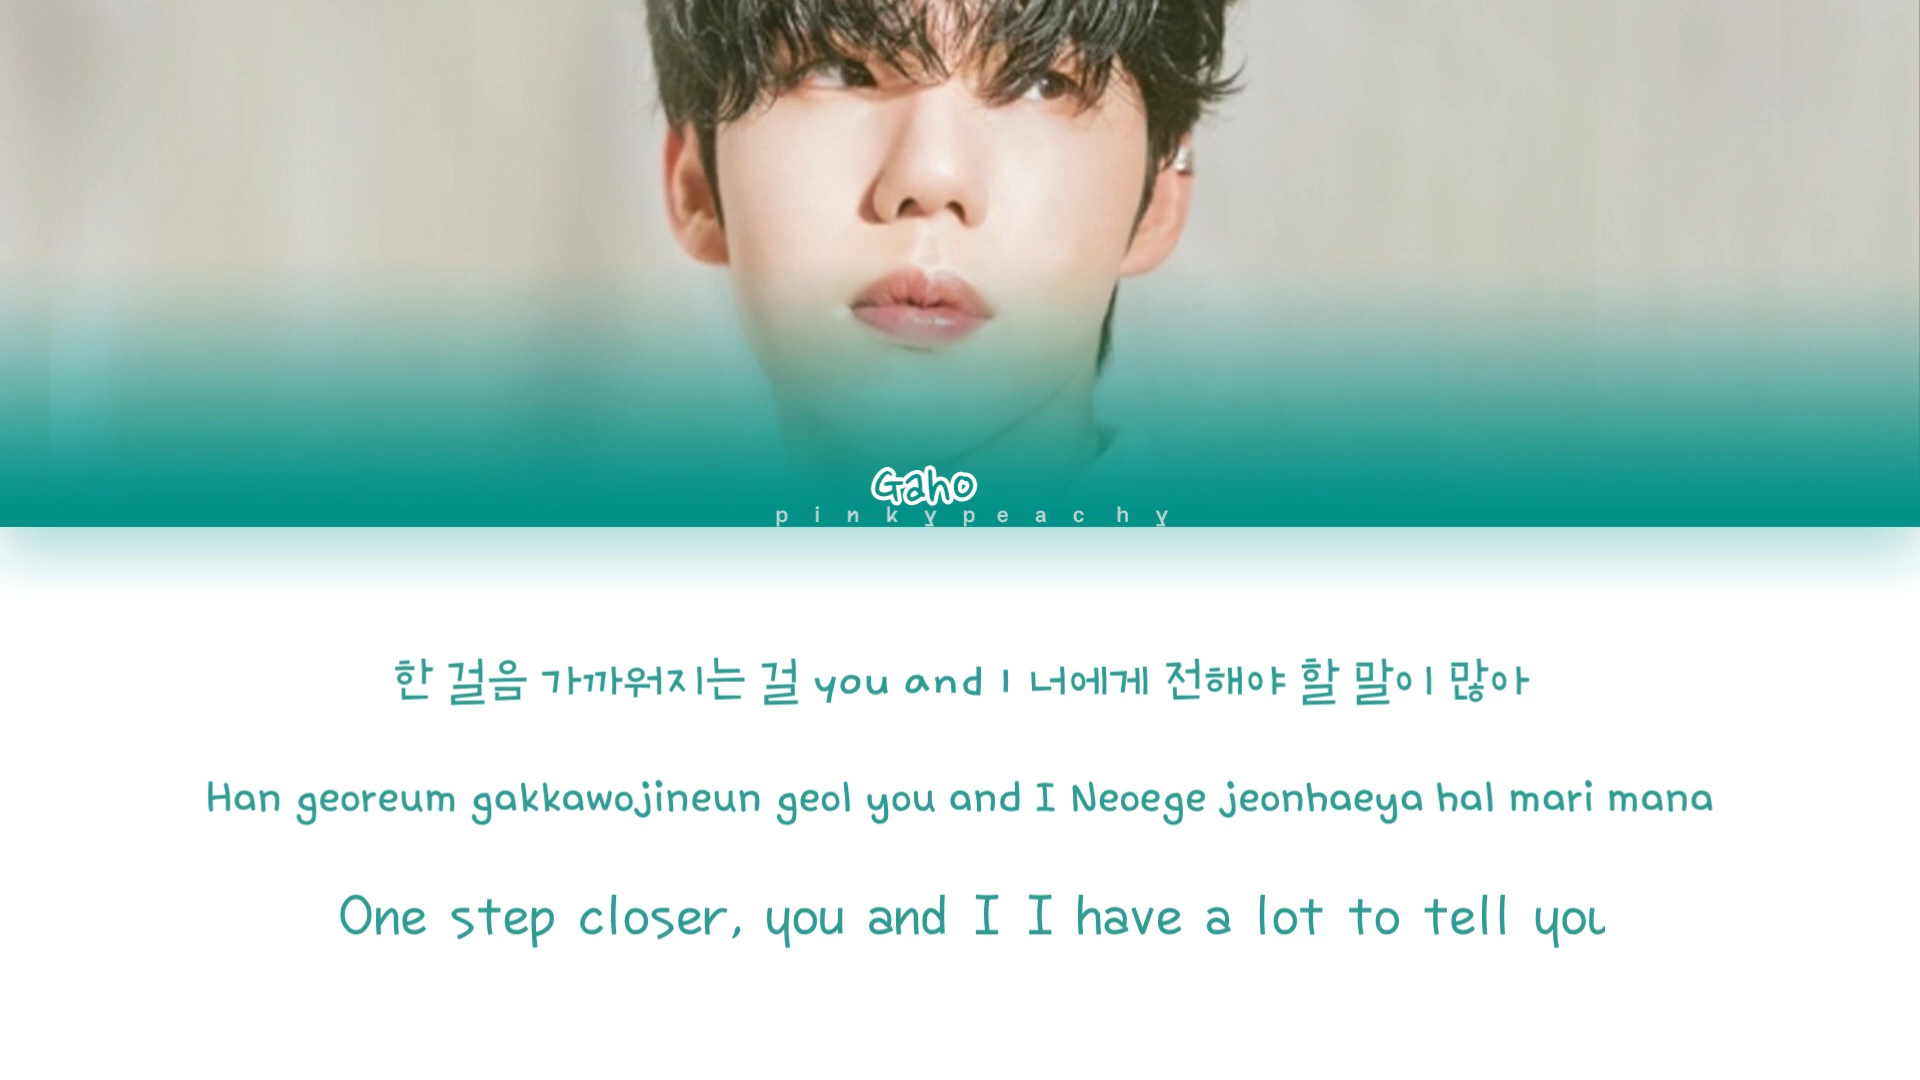 Gaho
pinkypeachy
한 걸음 가까워지는 걸 you and I 너에게 전해야 할 말이 많아
Han georeum gakkawojineun geol you and I Neoege jeonhaeya hal mari mana
One step closer, you and I I have a lot to tell you